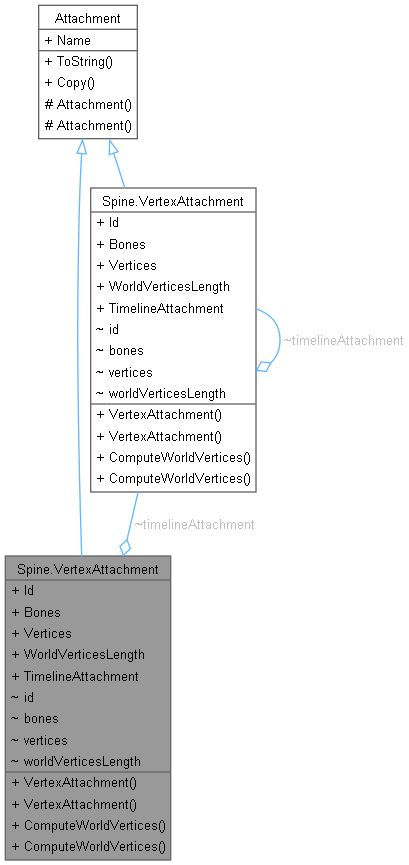 Attachment
+ Name
+ ToString()
+ Copy()
# Attachment()
# Attachment()
Spine.VertexAttachment
+ Id
+ Bones
+ Vertices
+ WorldVerticesLength
+ TimelineAttachment
~ id
~ bones
~ vertices
~ worldVerticesLength
+ VertexAttachment()
+ VertexAttachment()
+ ComputeWorldVertices()
+ ComputeWorldVertices()
~timelineAttachment
~timelineAttachment
Spine.VertexAttachment
+ Id
+ Bones
+ Vertices
+ WorldVerticesLength
+ TimelineAttachment
~ id
~ bones
~ vertices
~ worldVerticesLength
+ VertexAttachment()
+ VertexAttachment()
+ ComputeWorldVertices()
+ ComputeWorldVertices()